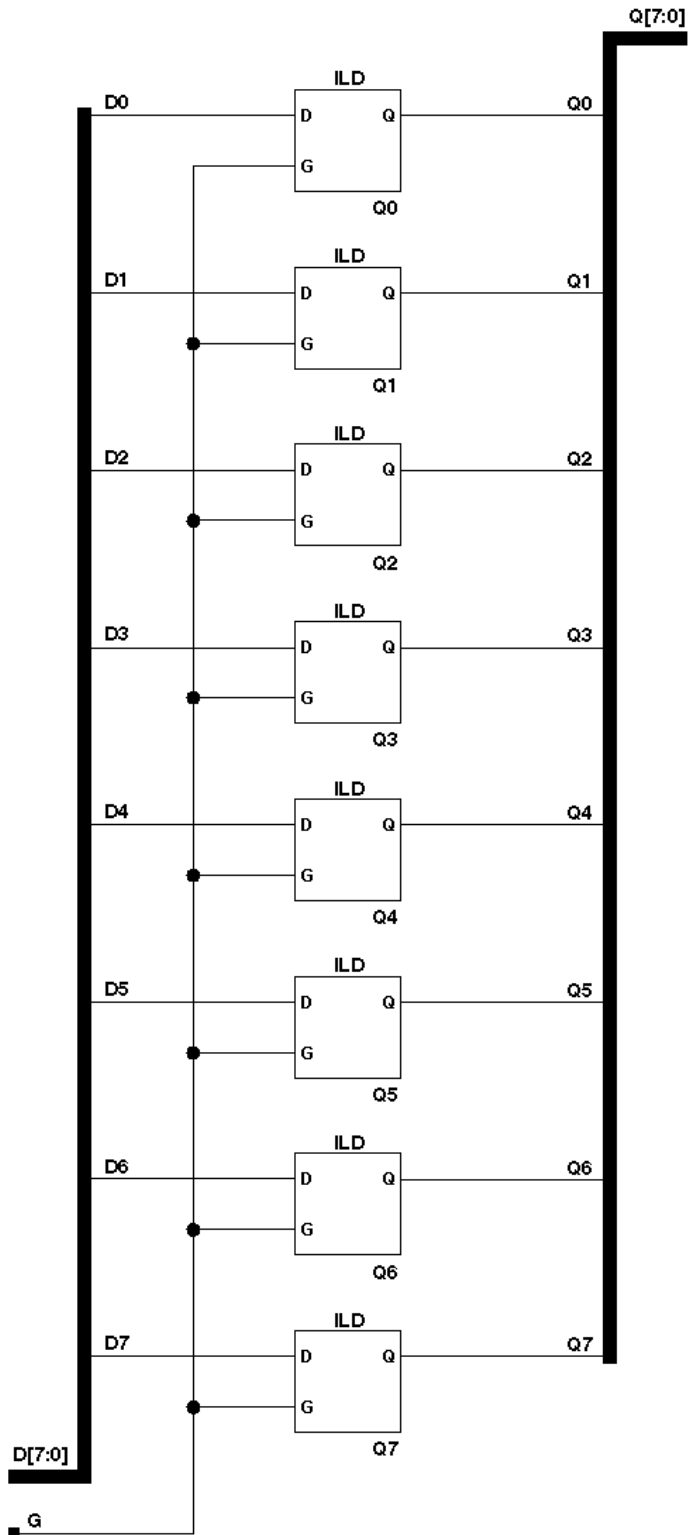 Q[7:0]
ILD
D0 D Q Q0
G
Q0
ILD
D1 D Q Q1
G
Q1
ILD
D2 D Q Q2
G
Q2
ILD
D3 D Q Q3
G
Q3
ILD
D4 D Q Q4
G
Q4
ILD
D5 D Q Q5
G
Q5
ILD
D6 D Q Q6
G
Q6
ILD
D7 D Q Q7
G
Q7
D[7:0]
G